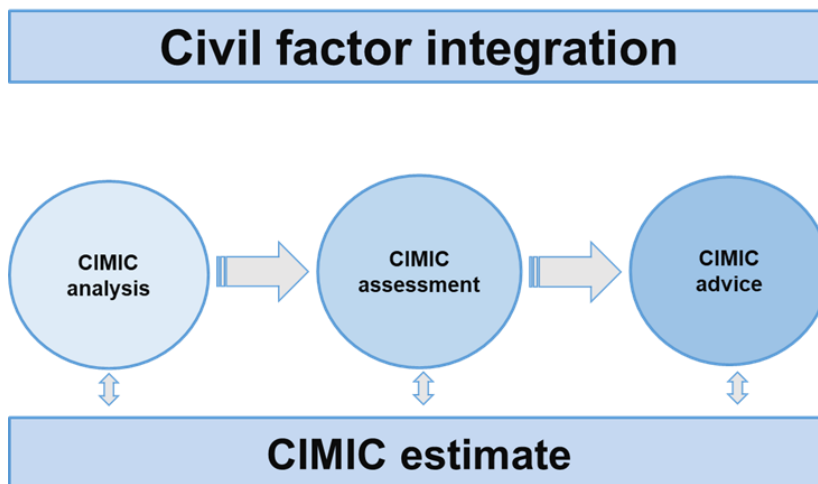 Civil factor integration
CIMIC
analysis
CIMIC
assessment
CIMIC
advice
CIMIC estimate